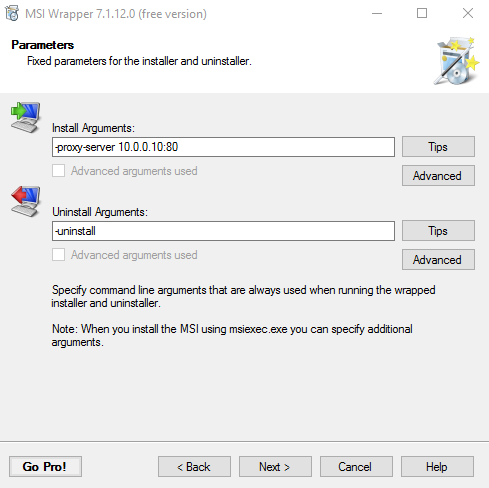 MSI Wrapper 7.1.12.0 (free version)
Parameters
Fixed parameters for the installer and uninstaller.
Install Arguments:
-proxy-server 10.0.0.10:80
Tips
Advanced arguments used
Advanced
Uninstall Arguments:
-uninstall
Tips
Advanced arguments used
Advanced
Specify command line arguments that are always used when running the wrapped
installer and uninstaller.
Note: When you install the MSI using msiexec.exe you can specify additional
arguments.
Go Pro!
< Back
Next >
Cancel
Help